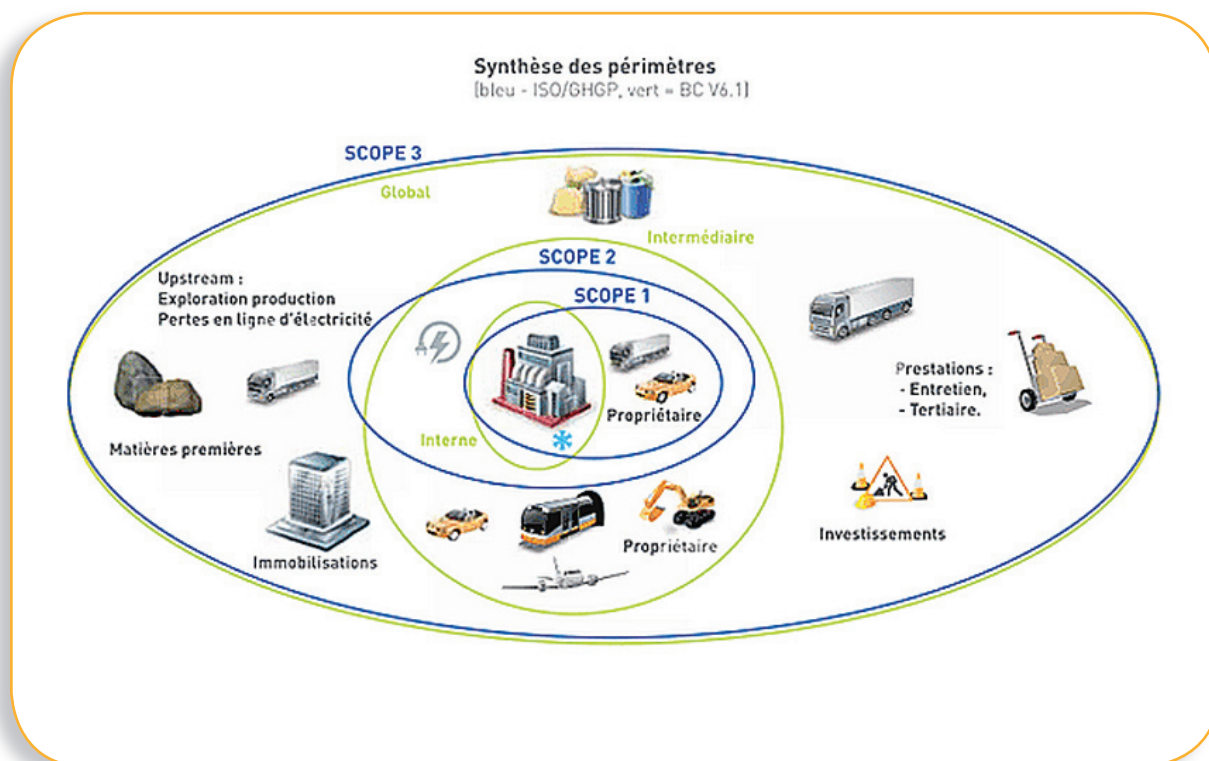 Synthèse des périmètres
[bleu - ISO/GHGP, vert = BC V6.1]
SCOPE 3
Global
Intermédiaire
SCOPE 2
SCOPE 1
Upstream :
Exploration production
Pertes en ligne d'électricité
Matières premières
Interne
Propriétaire
Prestations :
- Entretien,
- Tertiaire.
Immobilisations
Propriétaire
Investissements